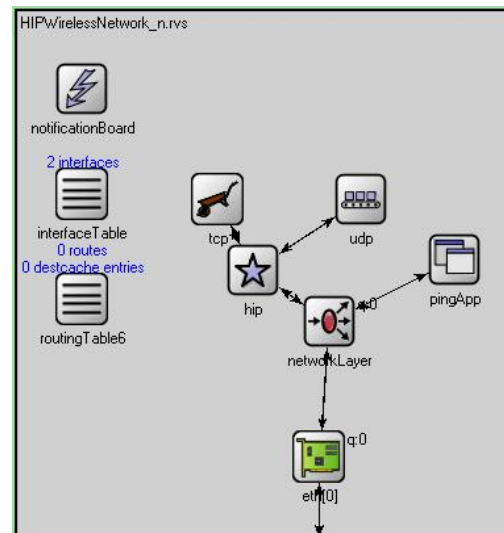 HIPWirelessNetwork_n.rvs
notificationBoard
2 interfaces
interfaceTable
0 routes
0 destcache entries
routingTable6
tcp
udp
hip
pingApp
networkLayer
q:0
eth[0]